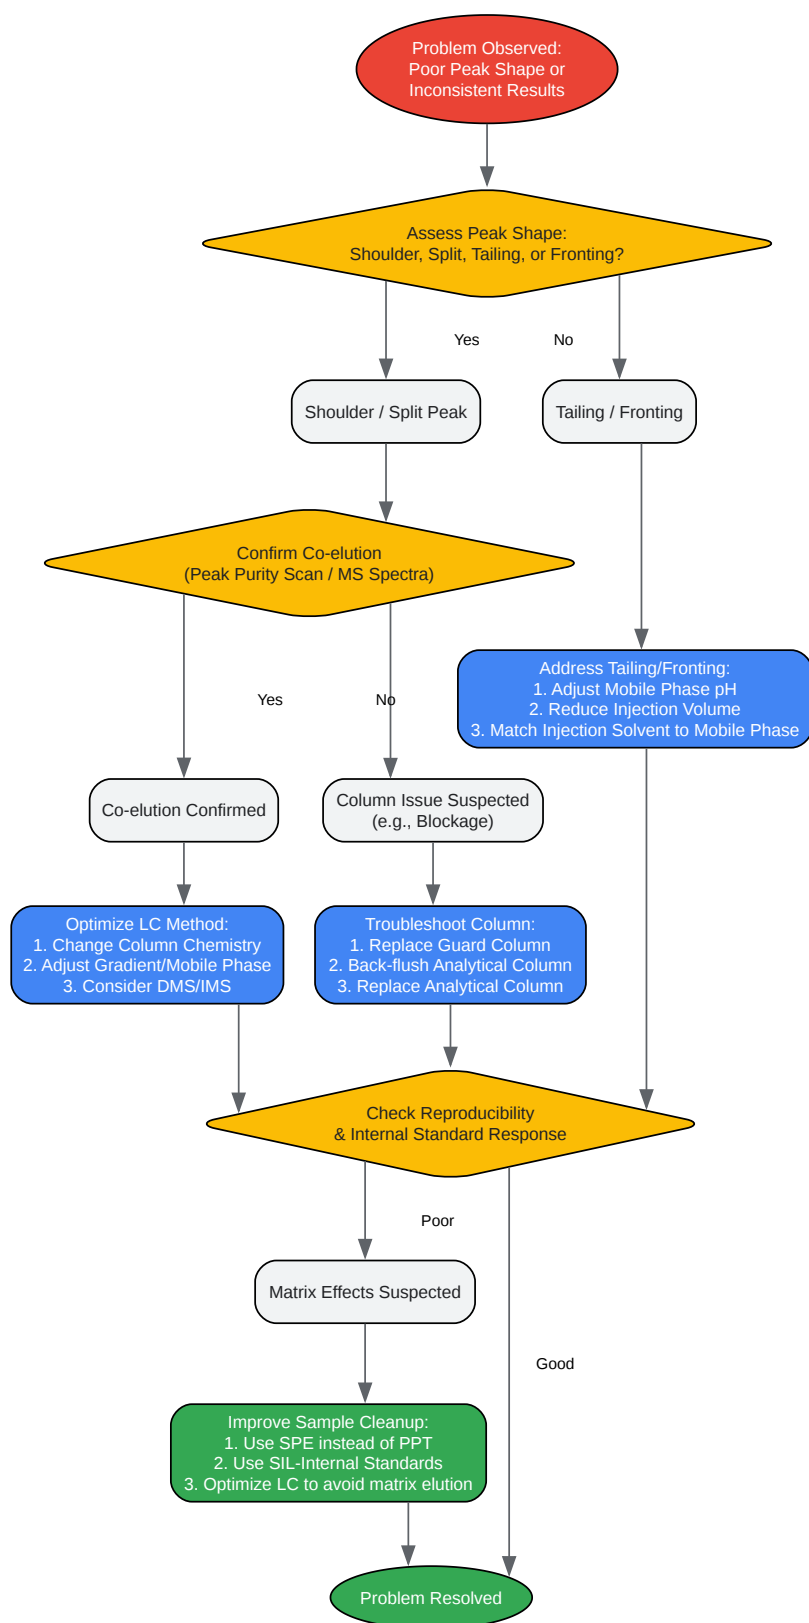 Problem Observed:
Poor Peak Shape or
Inconsistent Results
Assess Peak Shape:
Shoulder, Split, Tailing, or Fronting?
Yes
No
Shoulder / Split Peak
Tailing / Fronting
Confirm Co-elution
(Peak Purity Scan / MS Spectra)
Yes
No
Address Tailing/Fronting:
1. Adjust Mobile Phase pH
2. Reduce Injection Volume
3. Match Injection Solvent to Mobile Phase
Co-elution Confirmed
Column Issue Suspected
(e.g., Blockage)
Optimize LC Method:
1. Change Column Chemistry
2. Adjust Gradient/Mobile Phase
3. Consider DMS/IMS
Troubleshoot Column:
1. Replace Guard Column
2. Back-flush Analytical Column
3. Replace Analytical Column
Check Reproducibility
& Internal Standard Response
Poor
Matrix Effects Suspected
Good
Improve Sample Cleanup:
1. Use SPE instead of PPT
2. Use SIL-Internal Standards
3. Optimize LC to avoid matrix elution
Problem Resolved